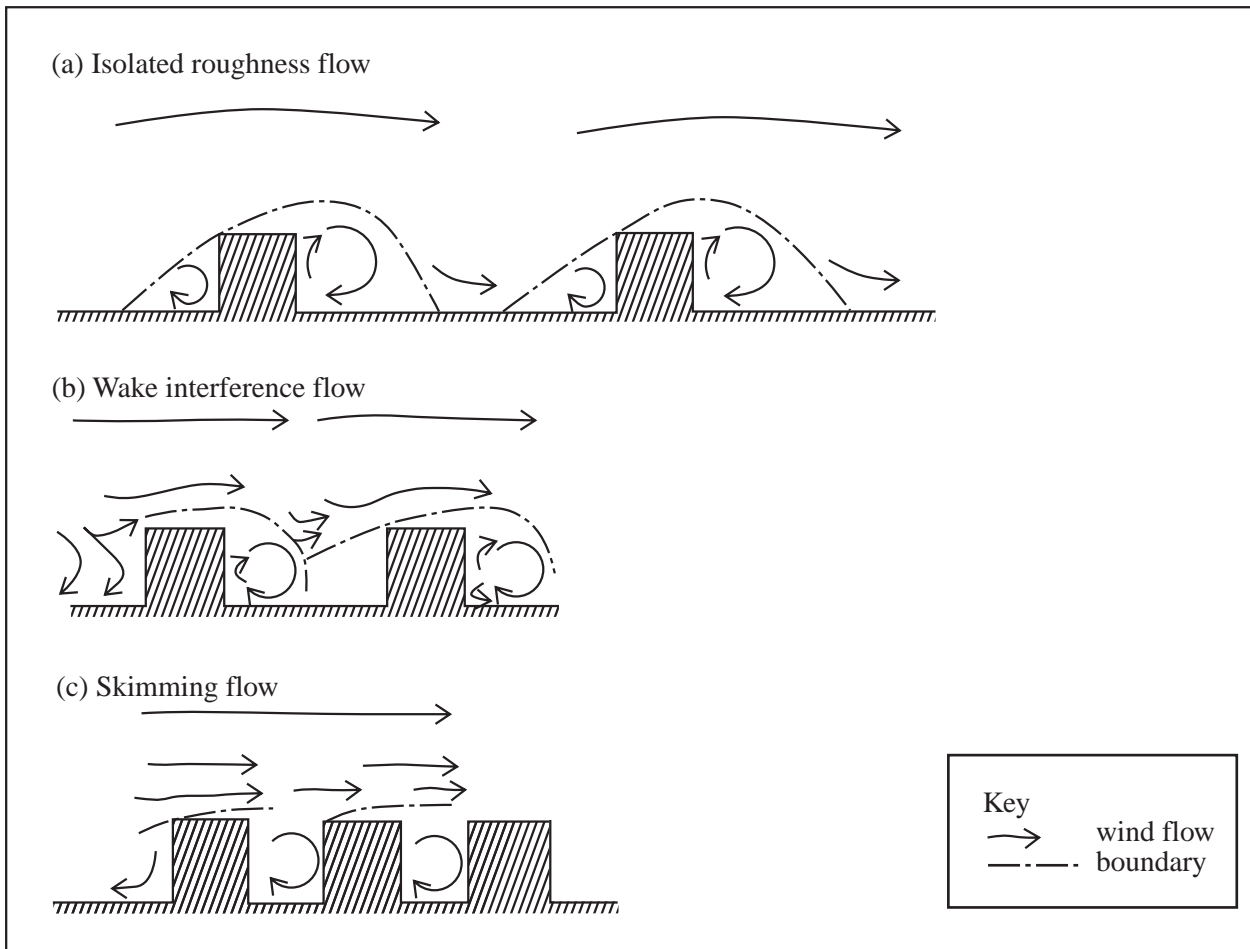 (a) Isolated roughness flow
(b) Wake interference flow
(c) Skimming flow
Key
wind flow
boundary